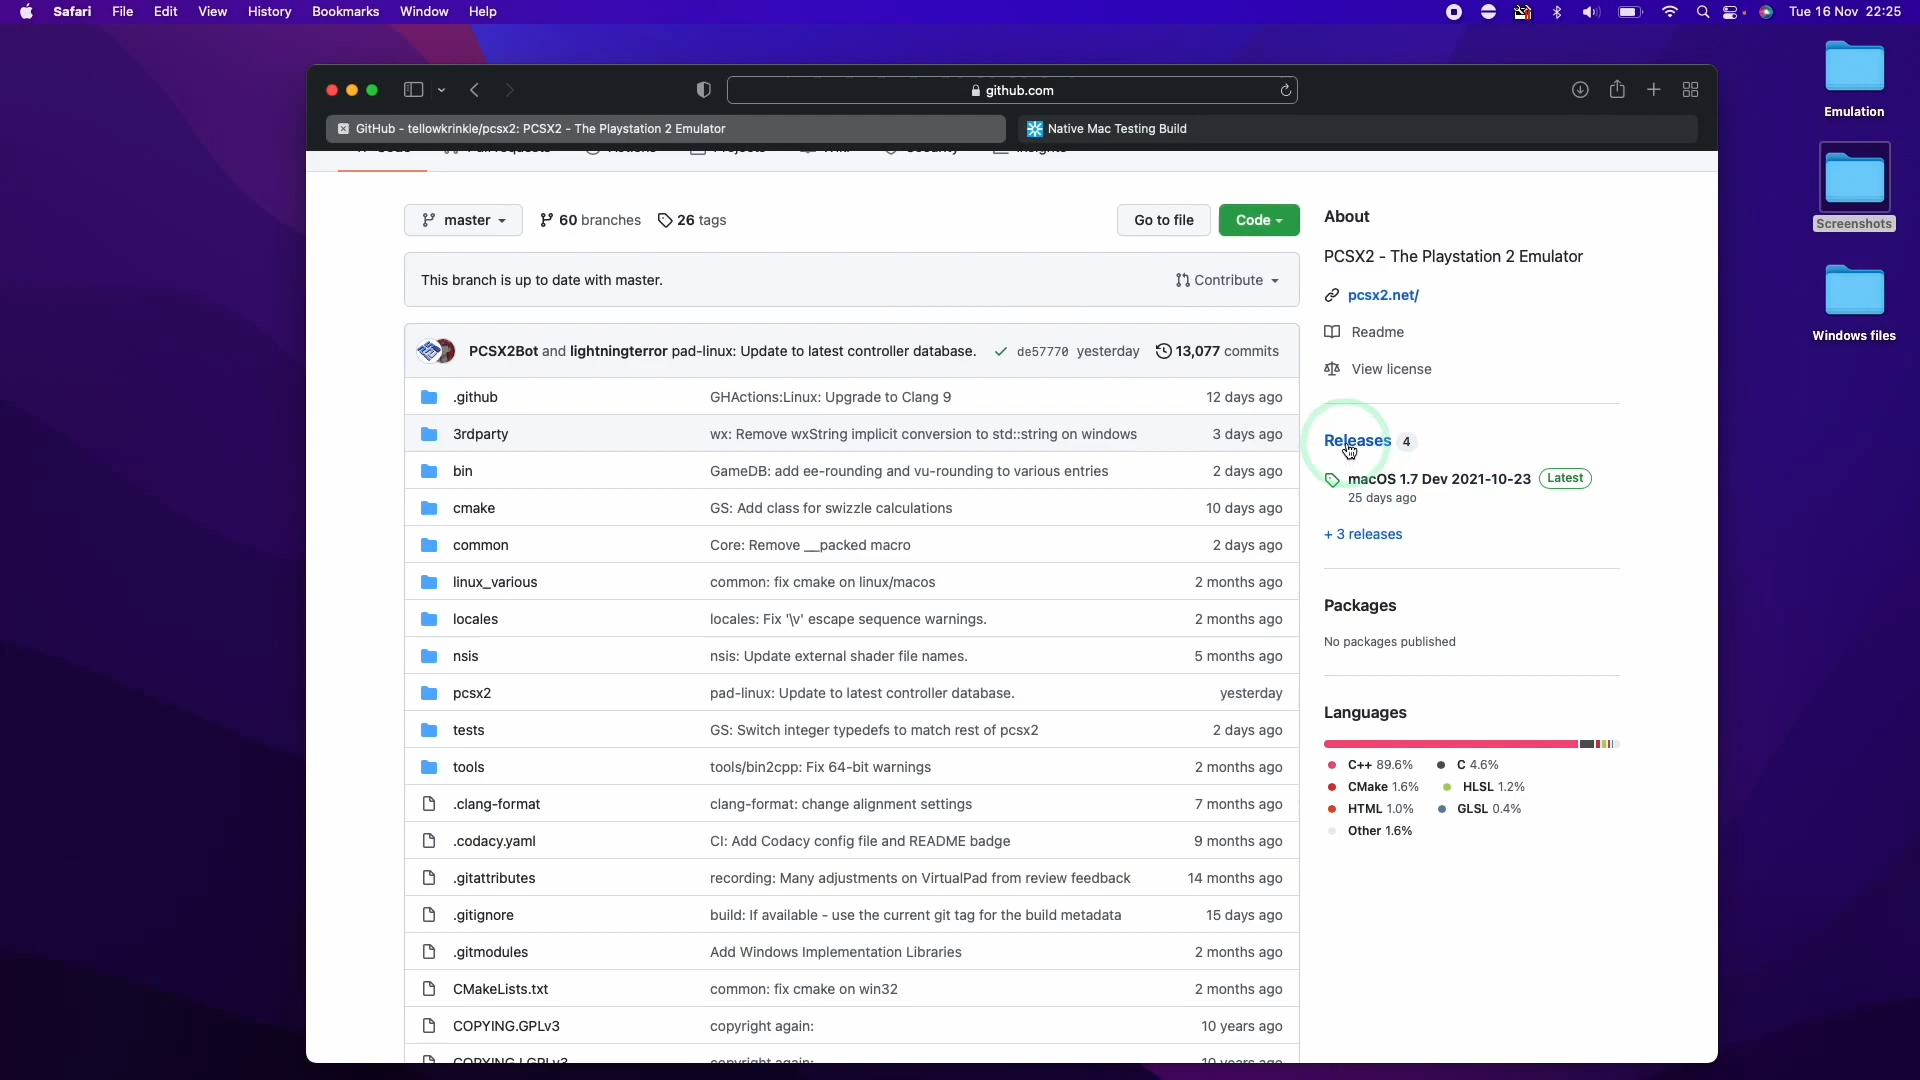 Safari File Edit View History Bookmarks Window Help
Tue 16 Nov 22:25
github.com
GitHub - tellowkrinkle/pcsx2: PCSX2 - The Playstation 2 Emulator
Native Mac Testing Build
Emulation
Screenshots
Windows files
master
60 branches
26 tags
Go to file
Code
This branch is up to date with master.
Contribute
PCSX2Bot and lightningterror pad-linux: Update to latest controller database.
de57770 yesterday
13,077 commits
.github GHActions:Linux: Upgrade to Clang 9 12 days ago
3rdparty wx: Remove wxString implicit conversion to std::string on windows 3 days ago
bin GameDB: add ee-rounding and vu-rounding to various entries 2 days ago
cmake GS: Add class for swizzle calculations 10 days ago
common Core: Remove __packed macro 2 days ago
linux_various common: fix cmake on linux/macos 2 months ago
locales locales: Fix '\v' escape sequence warnings. 2 months ago
nsis nsis: Update external shader file names. 5 months ago
pcsx2 pad-linux: Update to latest controller database. yesterday
tests GS: Switch integer typedefs to match rest of pcsx2 2 days ago
tools tools/bin2cpp: Fix 64-bit warnings 2 months ago
.clang-format clang-format: change alignment settings 7 months ago
.codacy.yaml CI: Add Codacy config file and README badge 9 months ago
.gitattributes recording: Many adjustments on VirtualPad from review feedback 14 months ago
.gitignore build: If available - use the current git tag for the build metadata 15 days ago
.gitmodules Add Windows Implementation Libraries 2 months ago
CMakeLists.txt common: fix cmake on win32 2 months ago
COPYING.GPLv3 copyright again: 10 years ago
About
PCSX2 - The Playstation 2 Emulator
pcsx2.net/
Readme
View license
Releases 4
macOS 1.7 Dev 2021-10-23 Latest
25 days ago
+ 3 releases
Packages
No packages published
Languages
C++ 89.6% C 4.6%
CMake 1.6% HLSL 1.2%
HTML 1.0% GLSL 0.4%
Other 1.6%